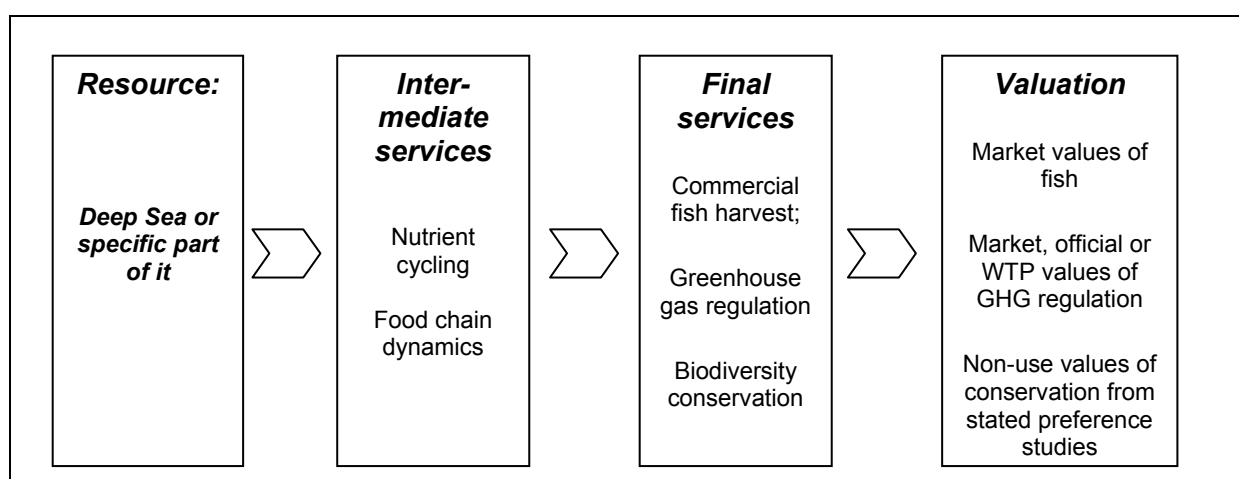 Resource:
Deep Sea or
specific part
of it
Inter-
mediate
services
Nutrient
cycling
Food chain
dynamics
Final
services
Commercial
fish harvest;
Greenhouse
gas regulation
Biodiversity
conservation
Valuation
Market values of
fish
Market, official or
WTP values of
GHG regulation
Non-use values of
conservation from
stated preference
studies